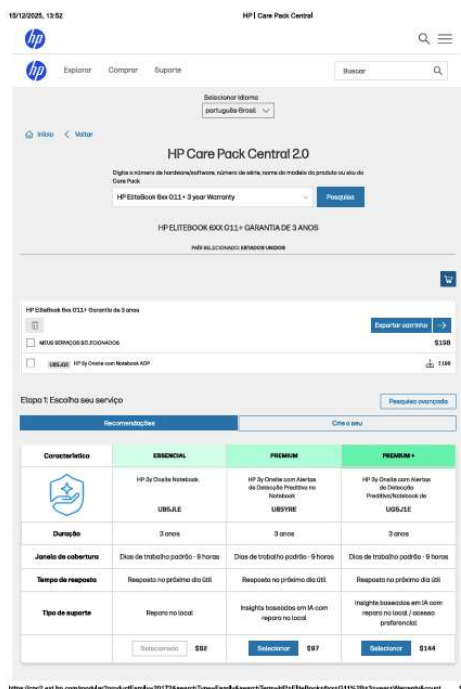 15/12/2025, 13:52 HP | Care Pack Central
hp
hp Explorar Comprar Suporte Buscar
Selecionar idioma
português-Brasil
Início < Voltar
HP Care Pack Central 2.0
Digite o número de hardware/software, número de série, nome do modelo do produto ou sku do
Care Pack
HP EliteBook 6xx G11+ 3 year Warranty Pesquisa
HP ELITEBOOK 6XX G11+ GARANTIA DE 3 ANOS
PAÍS SELECIONADO: ESTADOS UNIDOS
HP EliteBook 6xx G11+ Garantia de 3 anos
Exportar carrinho
MEUS SERVIÇOS SELECIONADOS $198
HP 3y Onsite com Notebook ADP $198
Etapa 1: Escolha seu serviço Pesquisa avançada
Recomendações Crie o seu
Característica ESSENCIAL PREMIUM PREMIUM+
HP 3y Onsite Notebook HP 3y Onsite com Alertas HP 3y Onsite com Alertas
de Detecção Preditiva no de Detecção
Notebook Preditiva/Notebook de
UB5JLE UB5YRE UG5J1E
Duração 3 anos 3 anos 3 anos
Janela de cobertura Dias de trabalho padrão - 9 horas Dias de trabalho padrão - 9 horas Dias de trabalho padrão - 9 horas
Tempo de resposta Resposta no próximo dia útil Resposta no próximo dia útil Resposta no próximo dia útil
Tipo de suporte Reparo no local Insights baseados em IA com Insights baseados em IA com
reparo no local reparo no local / acesso
preferencial
Selecionado $82 Selecionar $97 Selecionar $144